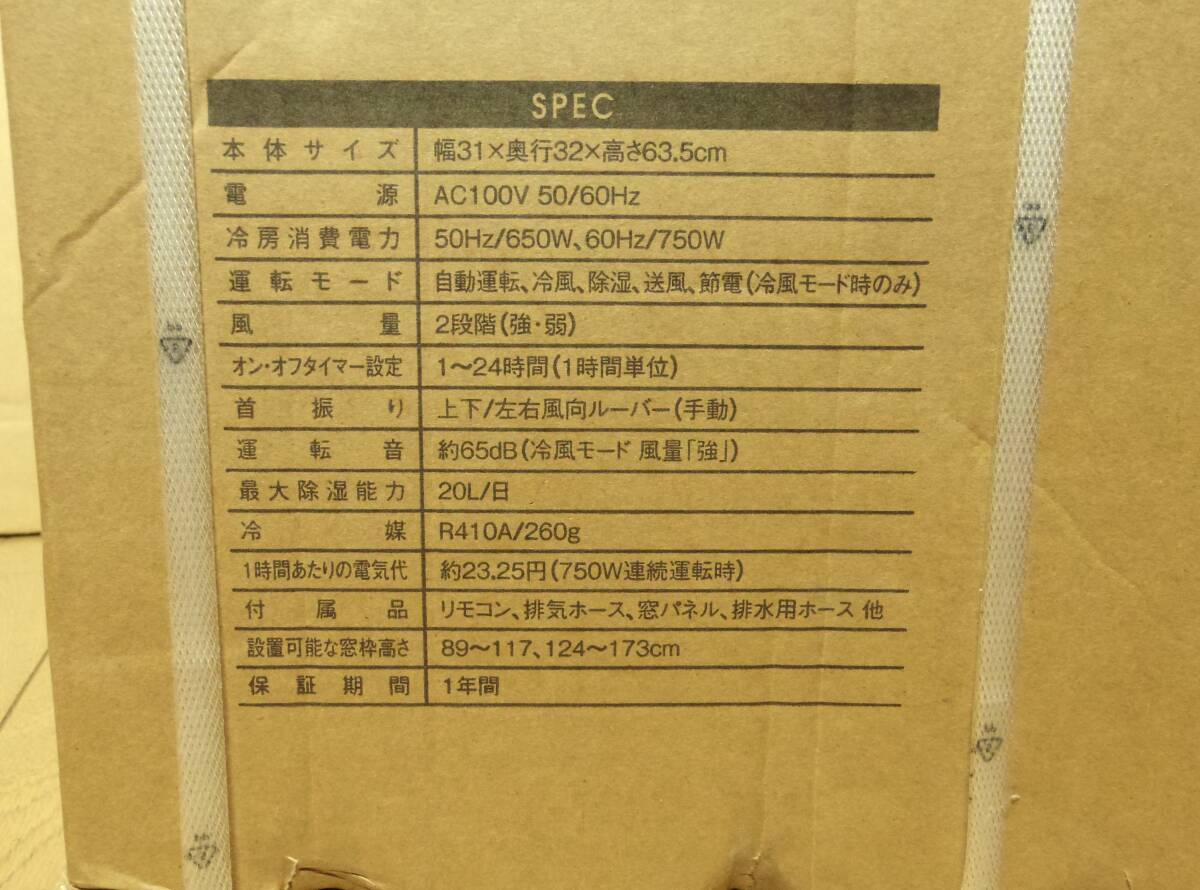 SPEC
本体サイズ 幅31×奥行32×高さ63.5cm
電源 AC100V 50/60Hz
冷房消費電力 50Hz/650W、60Hz/750W
運転モード 自動運転、冷風、除湿、送風、節電(冷風モード時のみ)
風量 2段階(強・弱)
オン・オフタイマー設定 1～24時間(1時間単位)
首振り 上下/左右風向ルーバー(手動)
運転音 約65dB(冷風モード 風量「強」)
最大除湿能力 20L/日
冷媒 R410A/260g
1時間あたりの電気代 約23.25円(750W連続運転時)
付属品 リモコン、排気ホース、窓パネル、排水用ホース 他
設置可能な窓枠高さ 89～117、124～173cm
保証期間 1年間